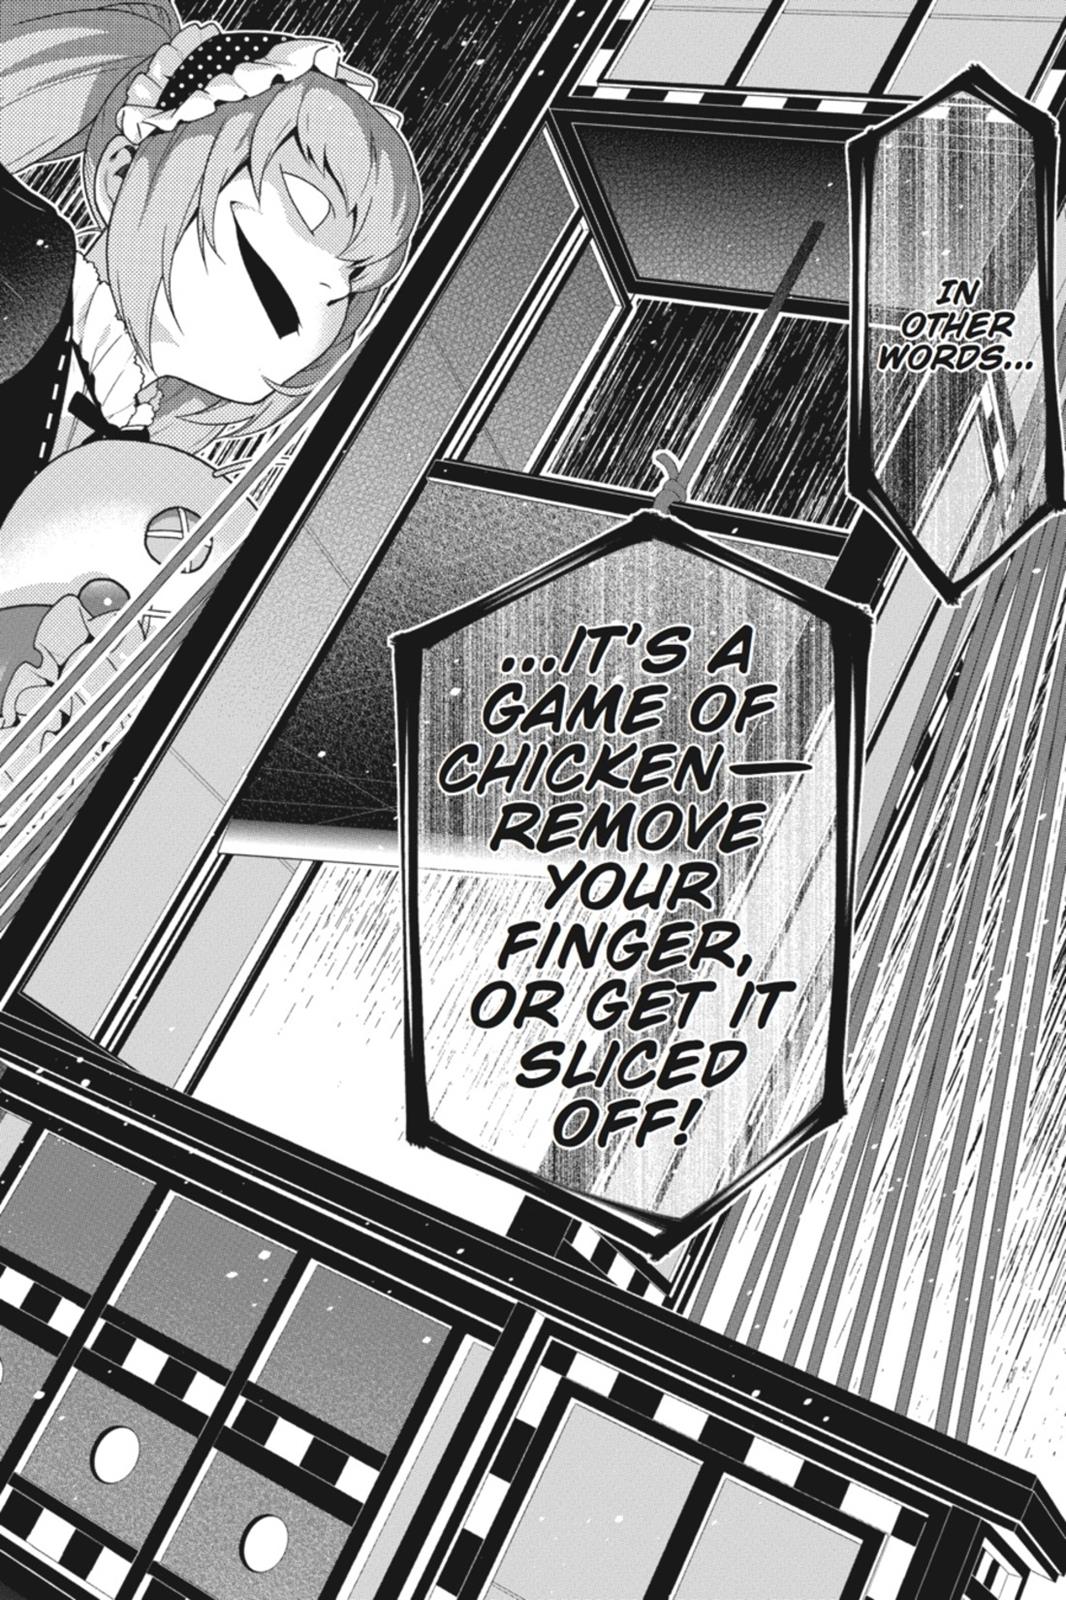 IN
OTHER
WORDS...
...IT'S A
GAME OF
CHICKEN—
REMOVE
YOUR
FINGER,
OR GET IT
SLICED
OFF!